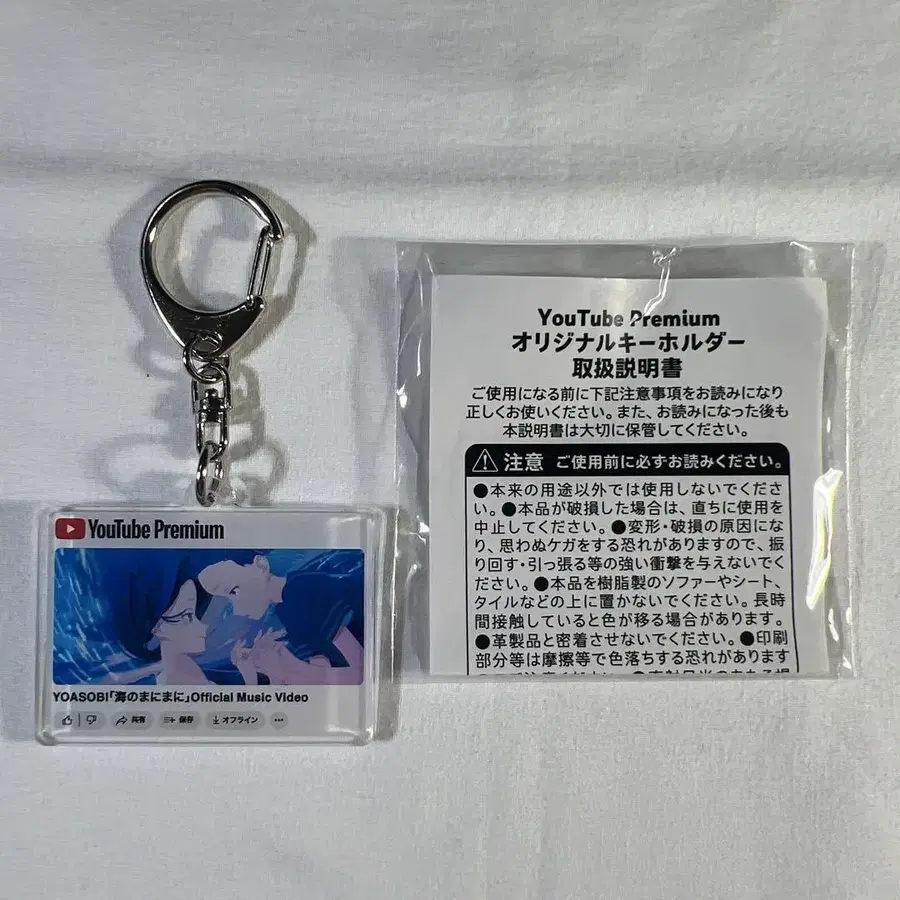 YouTube Premium
YOASOBI「海のまにまに」Official Music Video
共有
保存
オフライン
YouTube Premium
オリジナルキーホルダー
取扱説明書
ご使用になる前に下記注意事項をお読みになり
正しくお使いください。また、お読みになった後も
本説明書は大切に保管してください。
注意 ご使用前に必ずお読みください。
●本来の用途以外では使用しないでくださ
い。●本品が破損した場合は、直ちに使用を
中止してください。●変形・破損の原因にな
り、思わぬケガをする恐れがありますので、振
り回す・引っ張る等の強い衝撃を与えないでく
ださい。●本品を樹脂製のソファーやシート、
タイルなどの上に置かないでください。長時
間接触していると色が移る場合があります。
●革製品と密着させないでください。●印刷
部分等は摩擦等で色落ちする恐れがあります